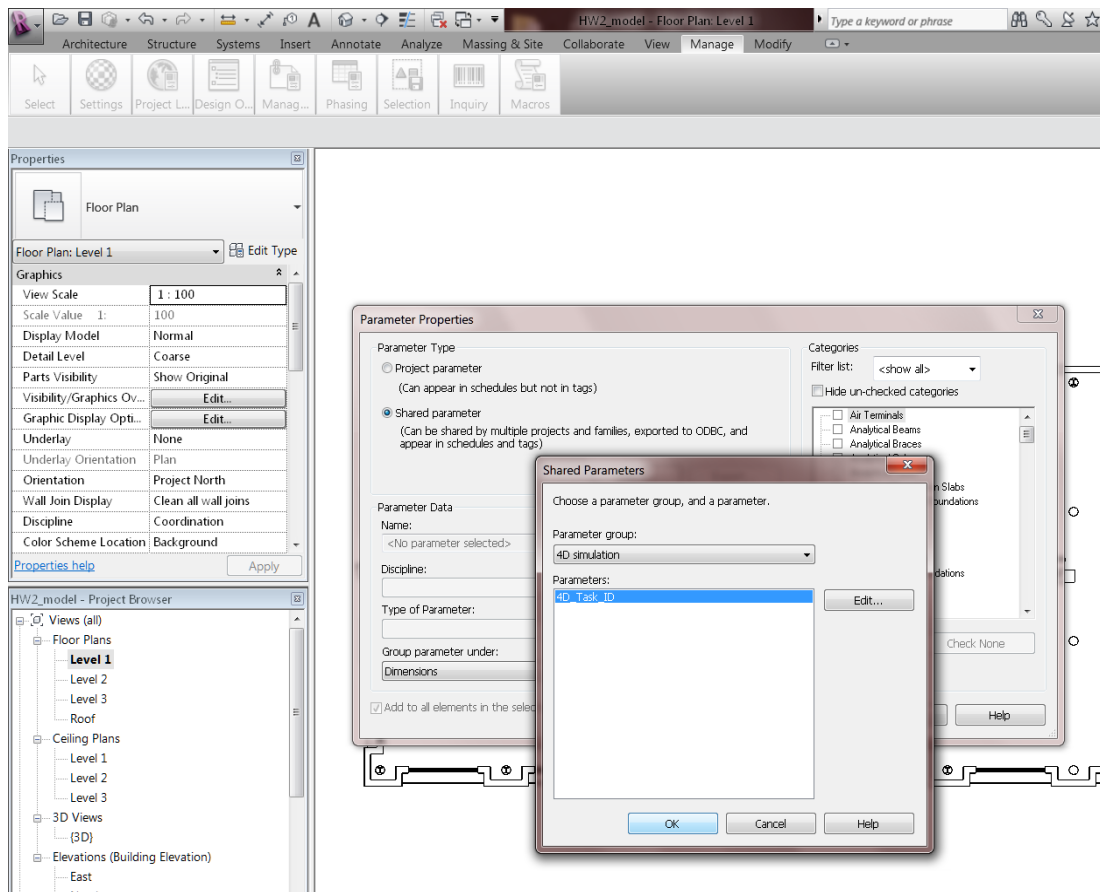 HW2_model - Floor Plan: Level 1
Type a keyword or phrase
Architecture Structure Systems Insert Annotate Analyze Massing & Site Collaborate View Manage Modify
Select Settings Project L... Design O... Manag... Phasing Selection Inquiry Macros
Properties
Floor Plan
Floor Plan: Level 1 Edit Type
Graphics
View Scale 1 : 100
Scale Value 1: 100
Display Model Normal
Detail Level Coarse
Parts Visibility Show Original
Visibility/Graphics Ov... Edit...
Graphic Display Opti... Edit...
Underlay None
Underlay Orientation Plan
Orientation Project North
Wall Join Display Clean all wall joins
Discipline Coordination
Color Scheme Location Background
Properties help Apply
HW2_model - Project Browser
Views (all)
Floor Plans
Level 1
Level 2
Level 3
Roof
Ceiling Plans
Level 1
Level 2
Level 3
3D Views
{3D}
Elevations (Building Elevation)
East
Parameter Properties
Parameter Type
Project parameter
(Can appear in schedules but not in tags)
Shared parameter
(Can be shared by multiple projects and families, exported to ODBC, and
appear in schedules and tags)
Parameter Data
Name:
<No parameter selected>
Discipline:
Type of Parameter:
Group parameter under:
Dimensions
Add to all elements in the selec
Categories
Filter list: <show all>
Hide un-checked categories
Air Terminals
Analytical Beams
Analytical Braces
n Slabs
oundations
dations
Check None
Help
Shared Parameters
Choose a parameter group, and a parameter.
Parameter group:
4D simulation
Parameters:
4D_Task_ID
Edit...
OK Cancel Help